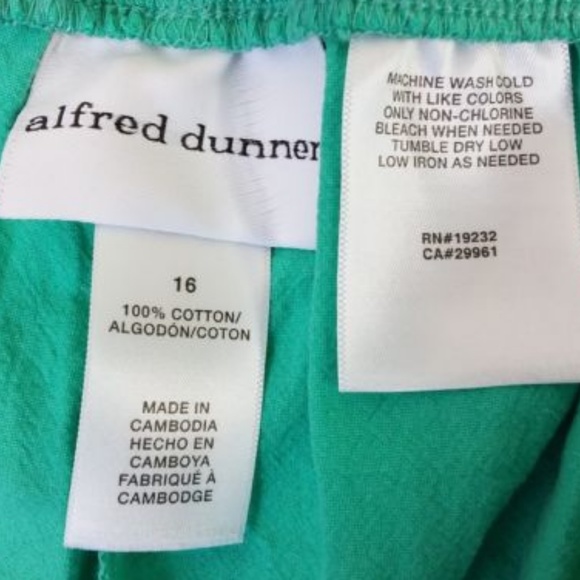 alfred dunner
16
100% COTTON/
ALGODÓN/COTON
MADE IN
CAMBODIA
HECHO EN
CAMBOYA
FABRIQUÉ À
CAMBODGE
MACHINE WASH COLD
WITH LIKE COLORS
ONLY NON-CHLORINE
BLEACH WHEN NEEDED
TUMBLE DRY LOW
LOW IRON AS NEEDED
RN#19232
CA#29961